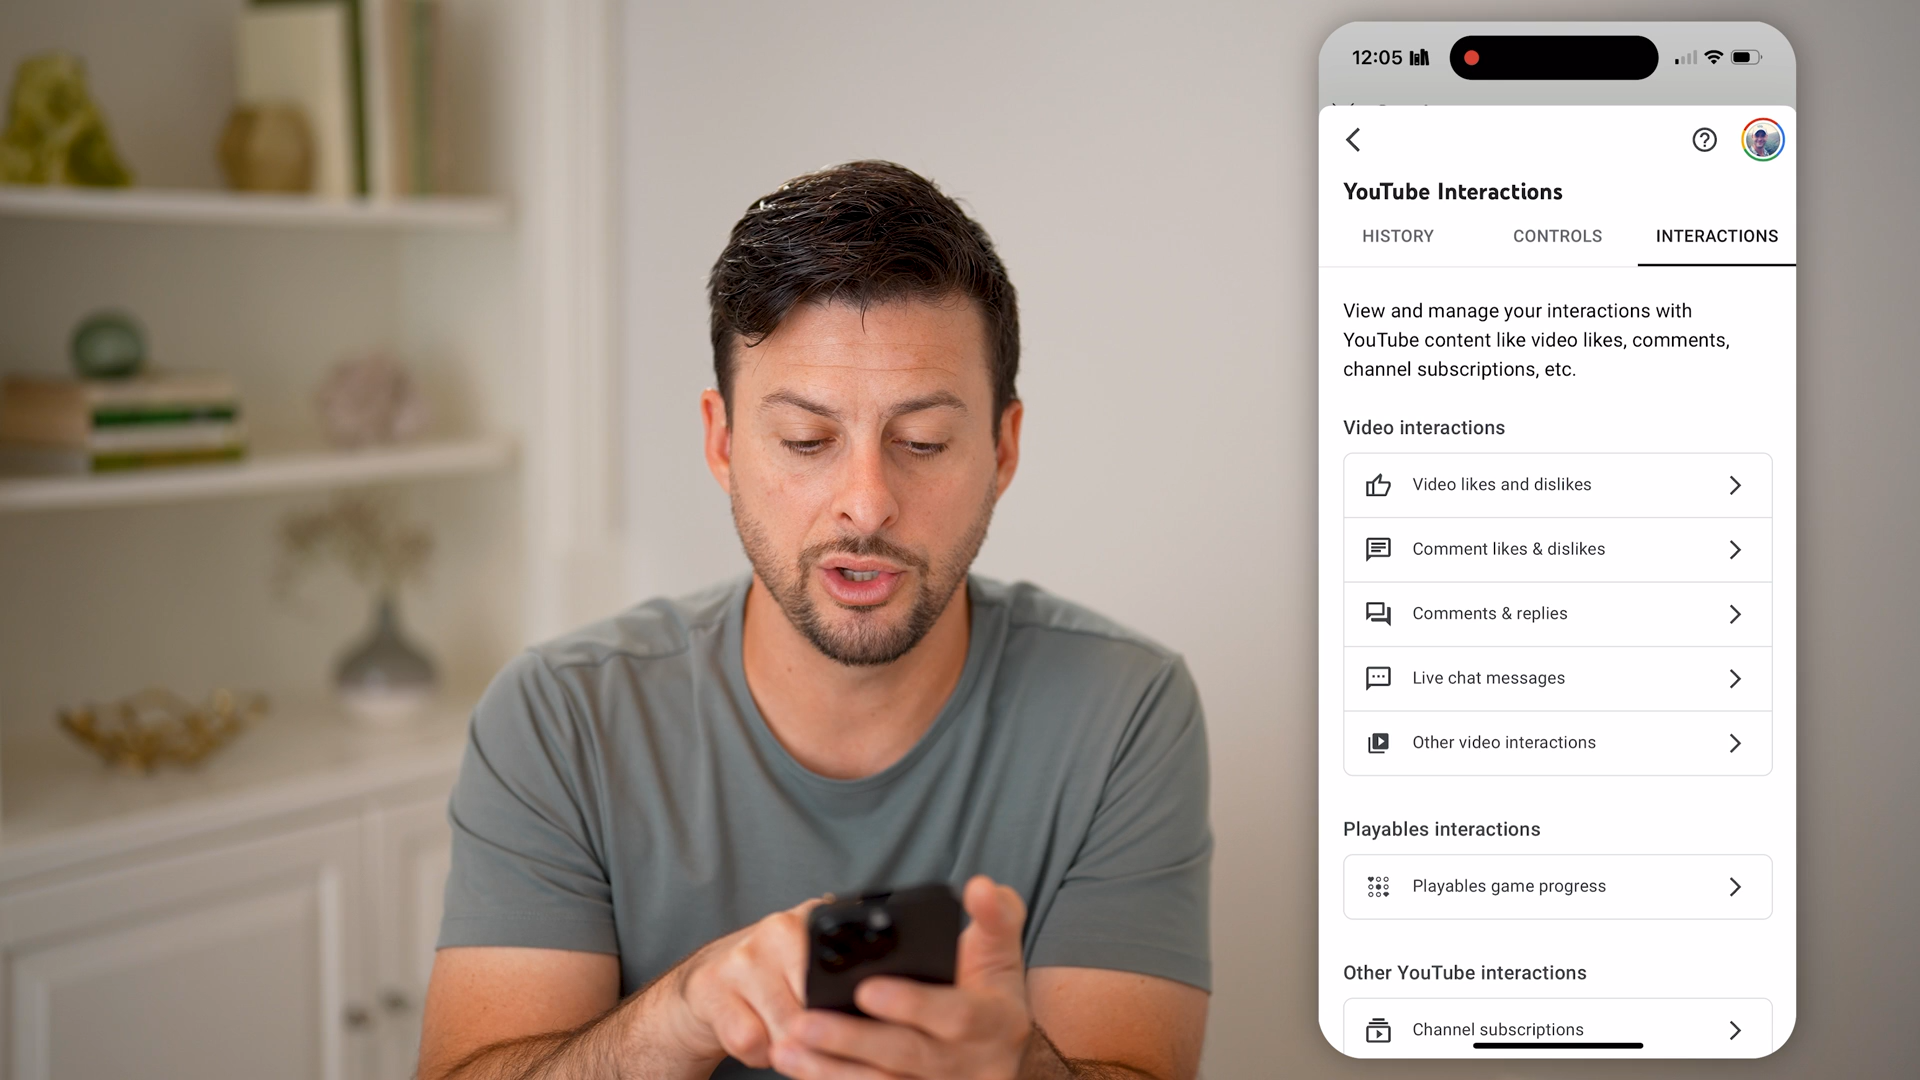 12:05
YouTube Interactions
HISTORY CONTROLS INTERACTIONS
View and manage your interactions with
YouTube content like video likes, comments,
channel subscriptions, etc.
Video interactions
Video likes and dislikes
Comment likes & dislikes
Comments & replies
Live chat messages
Other video interactions
Playables interactions
Playables game progress
Other YouTube interactions
Channel subscriptions